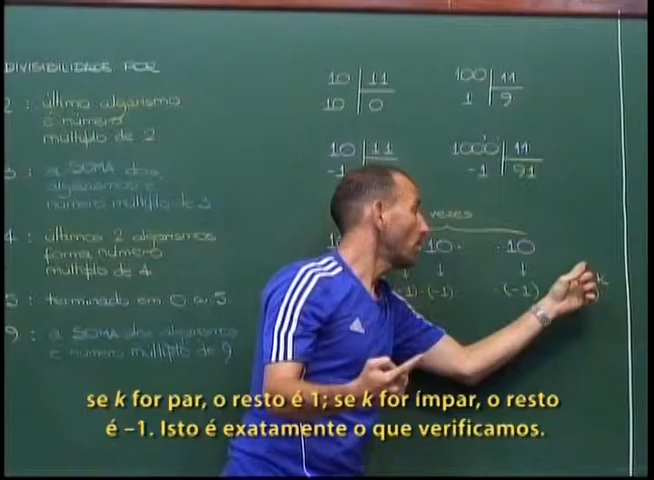 DIVISIBILIDADE POR
2 : último algarismo
é número
múltiplo de 2
3 : a SOMA dos
algarismos é
número múltiplo de 3
4 : últimos 2 algarismos
formam número
múltiplo de 4
5 : terminado em 0 ou 5
9 : a SOMA dos algarismos
é número múltiplo de 9
10 11
10 0
10 11
-1
100 11
1 9
1000 11
-1 91
vezes
10 · · 10
↓ ↓
(-1)·(-1) · (-1)
se k for par, o resto é 1; se k for ímpar, o resto
é –1. Isto é exatamente o que verificamos.